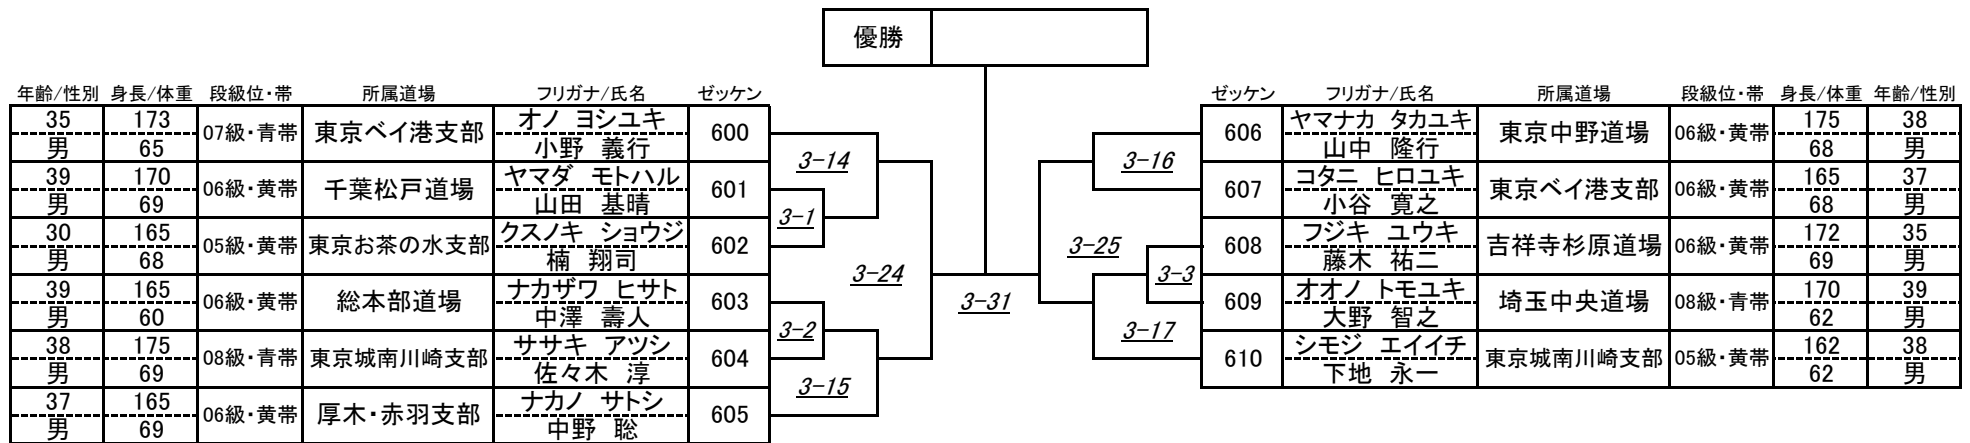 優勝
年齢/性別 身長/体重 段級位・帯 所属道場 フリガナ/氏名 ゼッケン
35 173 07級・青帯 東京ベイ港支部 オノ ヨシユキ 600
男 65 小野 義行
39 170 06級・黄帯 千葉松戸道場 ヤマダ モトハル 601
男 69 山田 基晴
30 165 05級・黄帯 東京お茶の水支部 クスノキ ショウジ 602
男 68 楠 翔司
39 165 06級・黄帯 総本部道場 ナカザワ ヒサト 603
男 60 中澤 壽人
38 175 08級・青帯 東京城南川崎支部 ササキ アツシ 604
男 69 佐々木 淳
37 165 06級・黄帯 厚木・赤羽支部 ナカノ サトシ 605
男 69 中野 聡
3-14
3-1
3-24
3-2
3-15
3-31
3-16
3-25
3-3
3-17
ゼッケン フリガナ/氏名 所属道場 段級位・帯 身長/体重 年齢/性別
606 ヤマナカ タカユキ 東京中野道場 06級・黄帯 175 38
山中 隆行 68 男
607 コタニ ヒロユキ 東京ベイ港支部 06級・黄帯 165 37
小谷 寛之 68 男
608 フジキ ユウキ 吉祥寺杉原道場 06級・黄帯 172 35
藤木 祐二 69 男
609 オオノ トモユキ 埼玉中央道場 08級・青帯 170 39
大野 智之 62 男
610 シモジ エイイチ 東京城南川崎支部 05級・黄帯 162 38
下地 永一 62 男